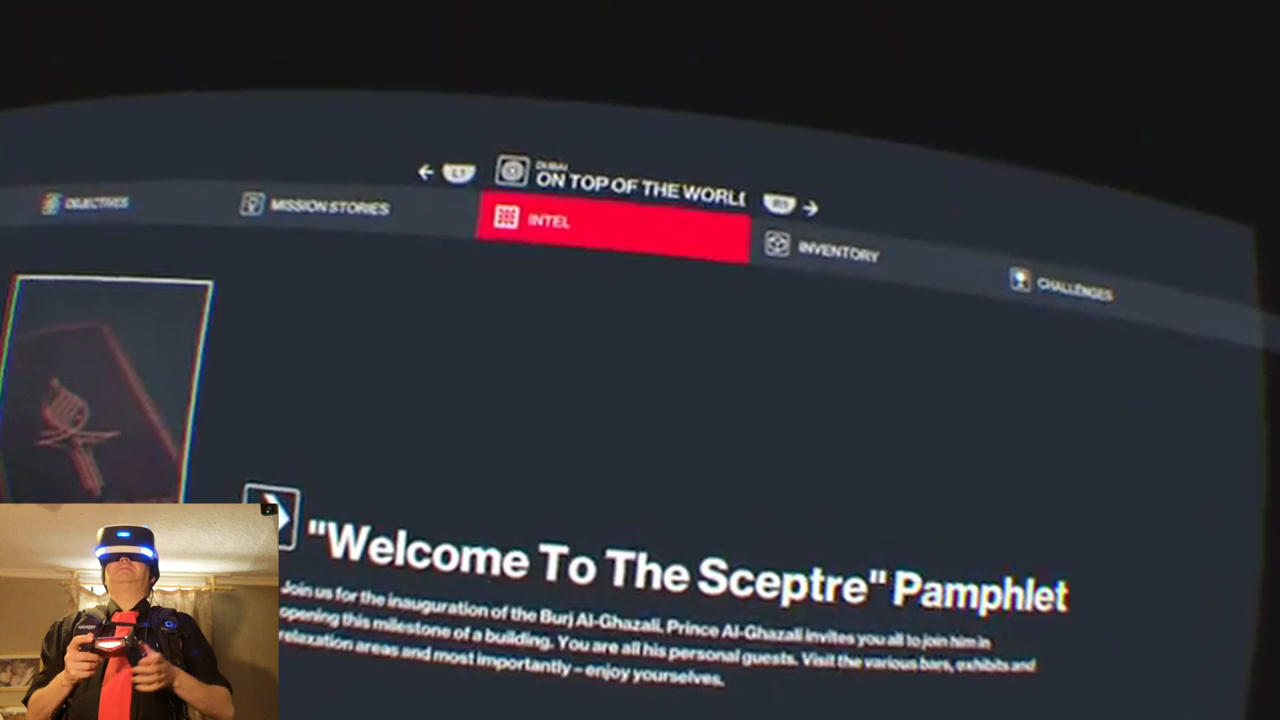 L1
DUBAI
ON TOP OF THE WORLD
R1
OBJECTIVES
MISSION STORIES
INTEL
INVENTORY
CHALLENGES
"Welcome To The Sceptre" Pamphlet
Join us for the inauguration of the Burj Al-Ghazali. Prince Al-Ghazali invites you all to join him in
opening this milestone of a building. You are all his personal guests. Visit the various bars, exhibits and
relaxation areas and most importantly – enjoy yourselves.